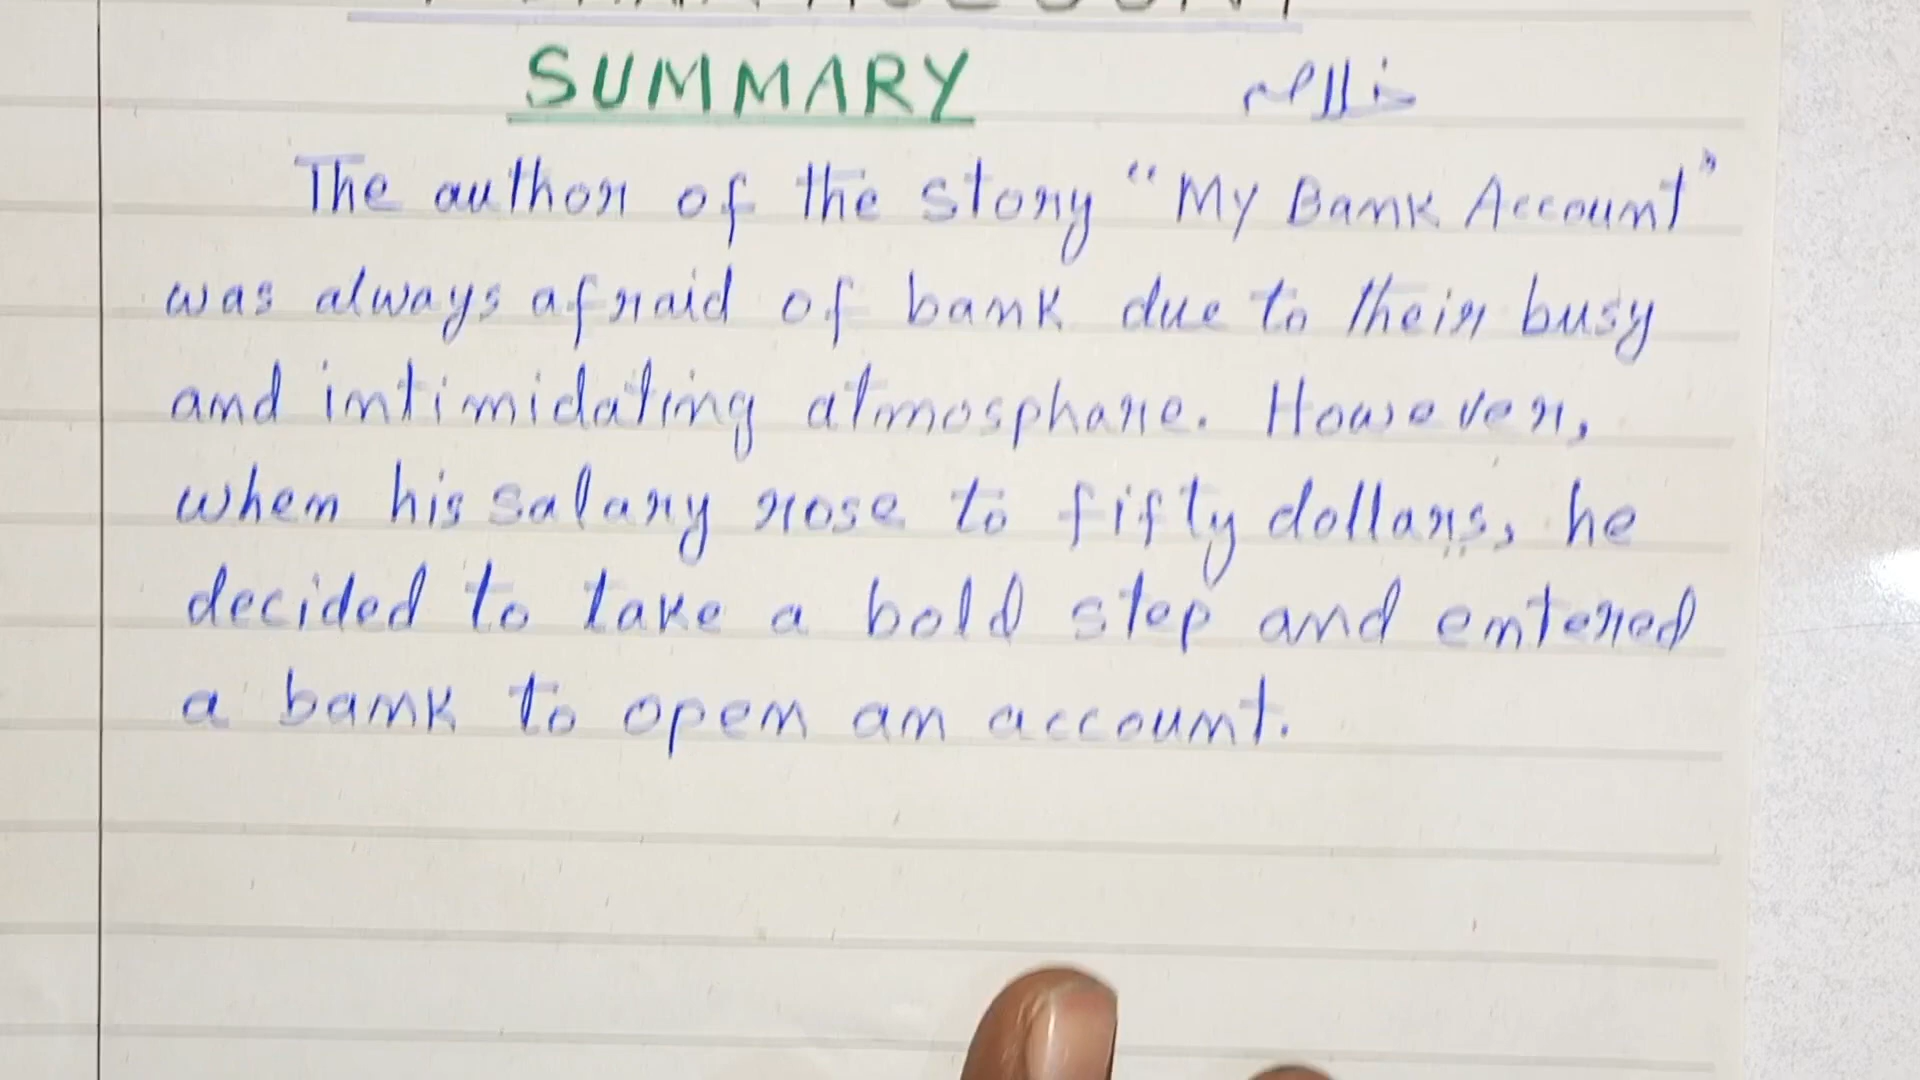 SUMMARY
خلاصہ
The author of the story "My Bank Account"
was always afraid of bank due to their busy
and intimidating atmosphare. However,
when his salary rose to fifty dollars, he
decided to take a bold step and entered
a bank to open an account.